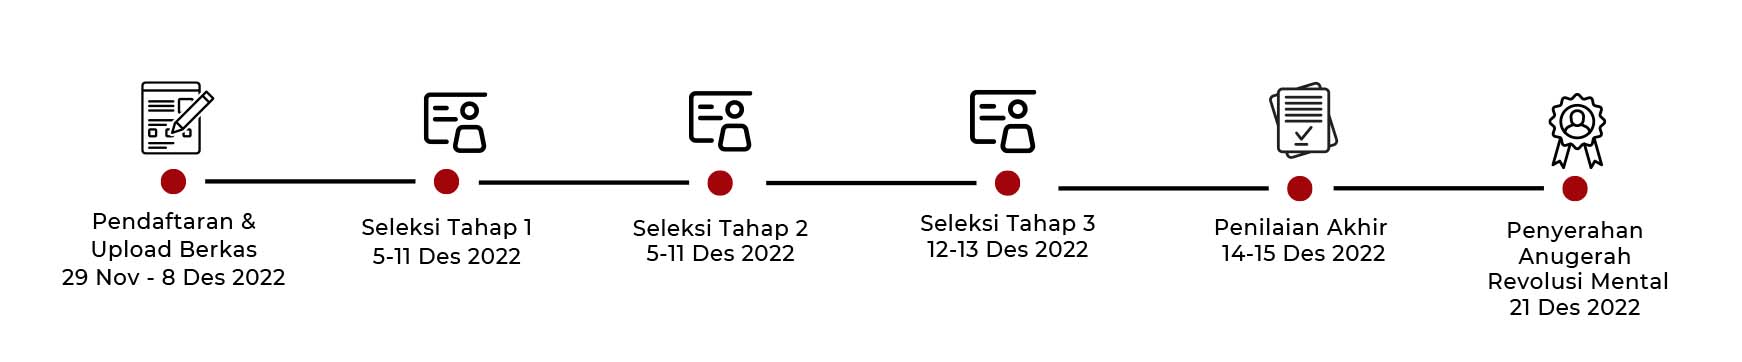 Pendaftaran &
Upload Berkas
29 Nov - 8 Des 2022
Seleksi Tahap 1
5-11 Des 2022
Seleksi Tahap 2
5-11 Des 2022
Seleksi Tahap 3
12-13 Des 2022
Penilaian Akhir
14-15 Des 2022
Penyerahan
Anugerah
Revolusi Mental
21 Des 2022